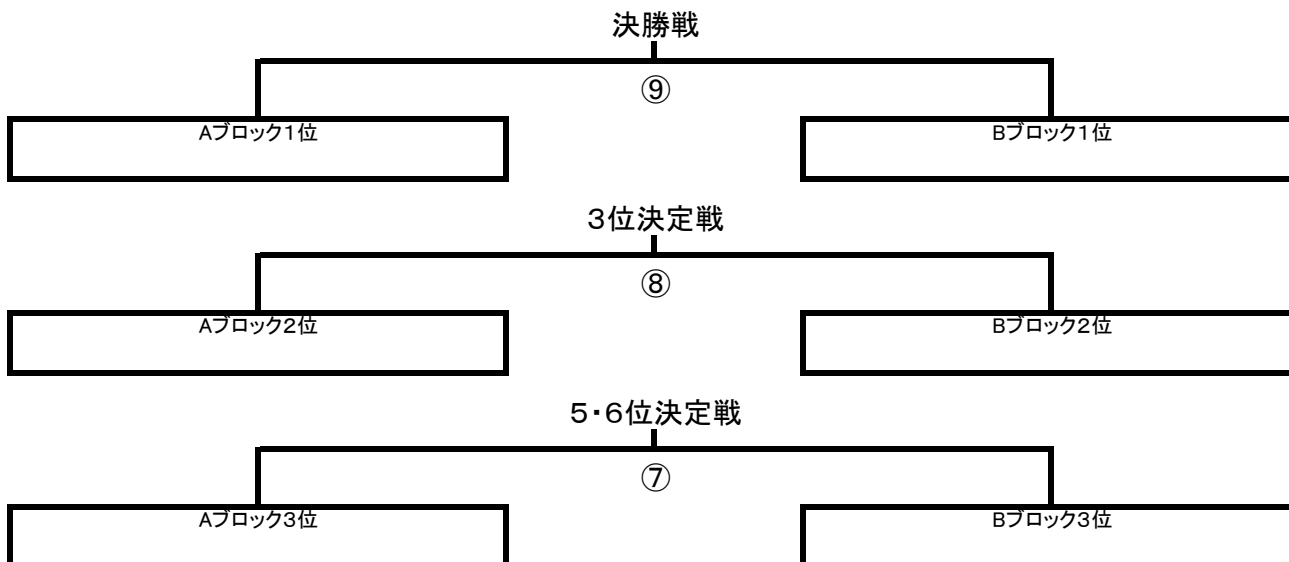 決勝戦
⑨
Aブロック1位
Bブロック1位
3位決定戦
⑧
Aブロック2位
Bブロック2位
5・6位決定戦
⑦
Aブロック3位
Bブロック3位